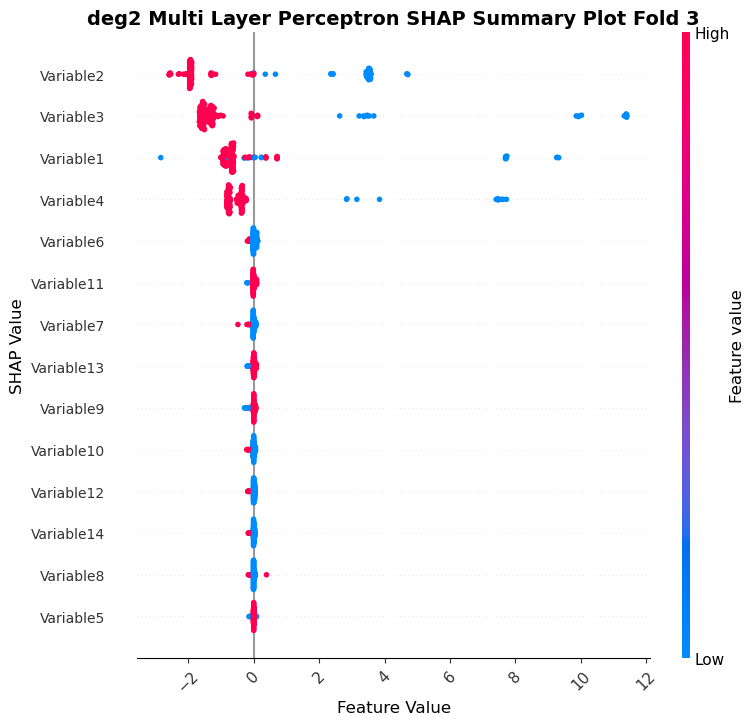 deg2 Multi Layer Perceptron SHAP Summary Plot Fold 3
High
Variable2
Variable3
Variable1
Variable4
Variable6
Variable11
Variable7
Variable13
Variable9
Variable10
Variable12
Variable14
Variable8
Variable5
SHAP Value
Feature value
Low
−2 0 2 4 6 8 10 12
Feature Value